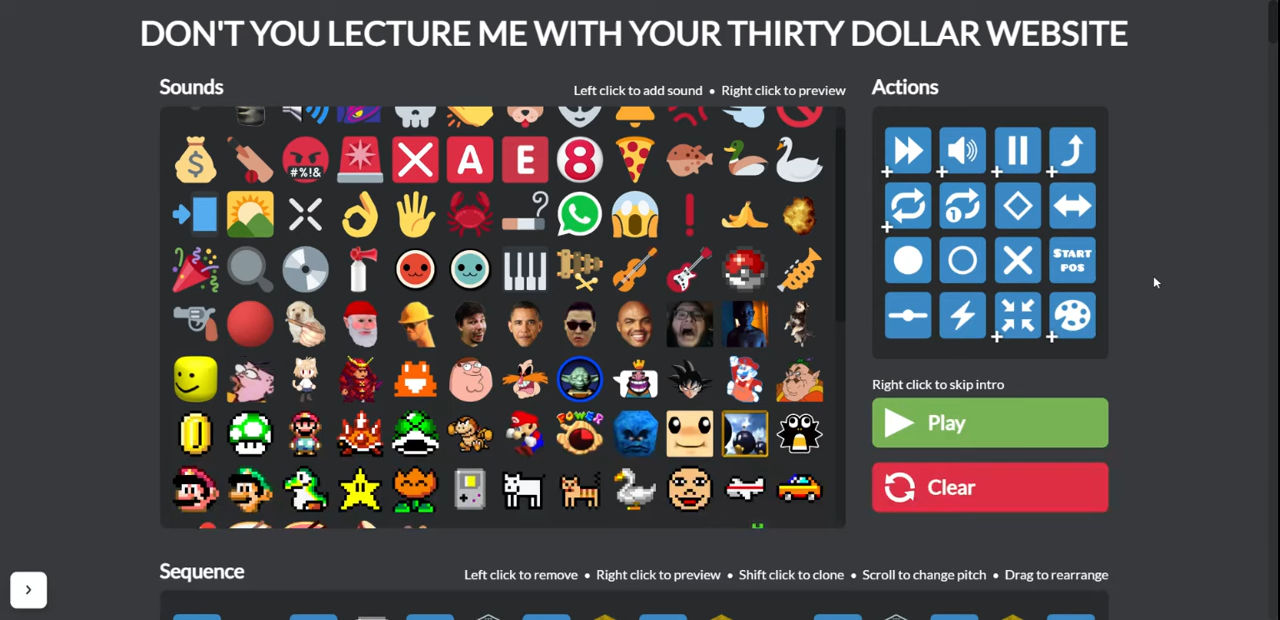 DON'T YOU LECTURE ME WITH YOUR THIRTY DOLLAR WEBSITE
Sounds
Left click to add sound • Right click to preview
Actions
#%!&
A
E
8
1
START
POS
Right click to skip intro
Play
POWER
Clear
Sequence
Left click to remove • Right click to preview • Shift click to clone • Scroll to change pitch • Drag to rearrange